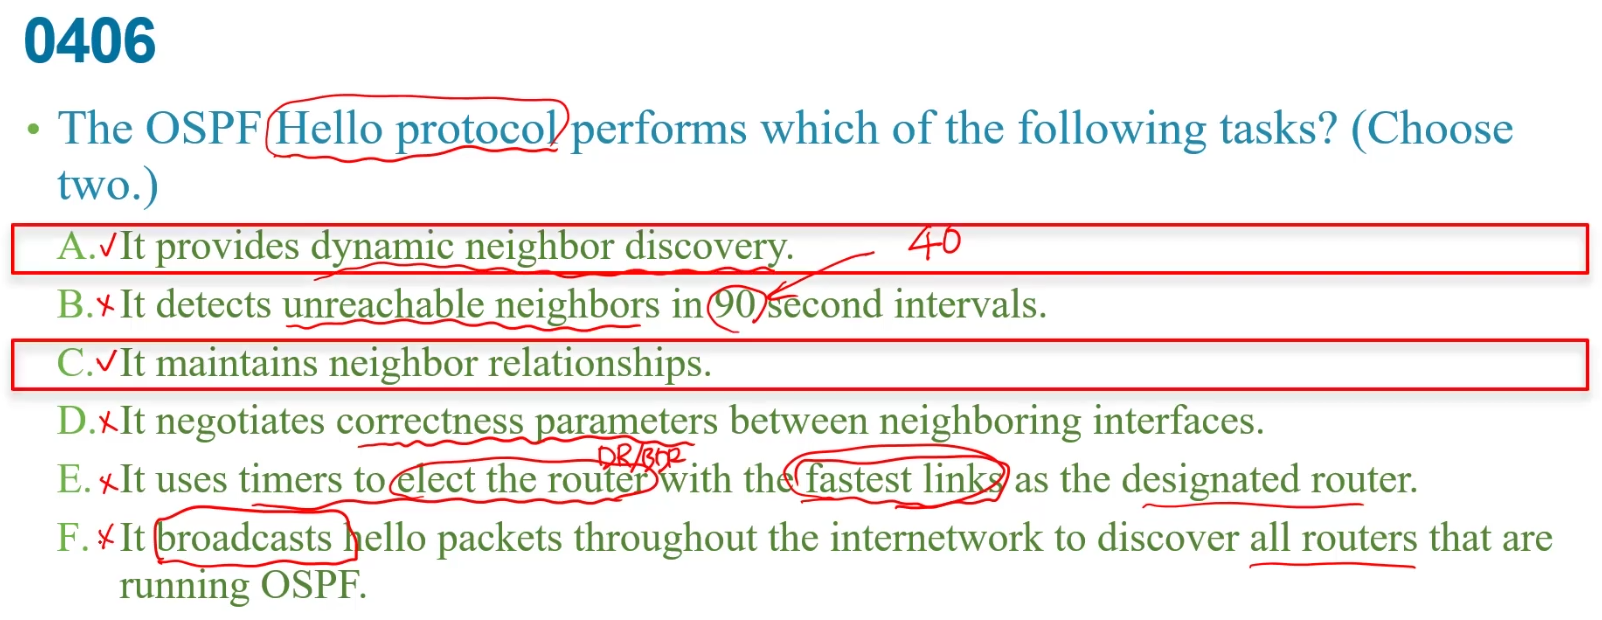 0406
• The OSPF Hello protocol performs which of the following tasks? (Choose
two.)
A.✓It provides dynamic neighbor discovery. 40
B.×It detects unreachable neighbors in 90 second intervals.
C.✓It maintains neighbor relationships.
D.×It negotiates correctness parameters between neighboring interfaces.
DR/BDR
E.×It uses timers to elect the router with the fastest links as the designated router.
F.×It broadcasts hello packets throughout the internetwork to discover all routers that are
running OSPF.